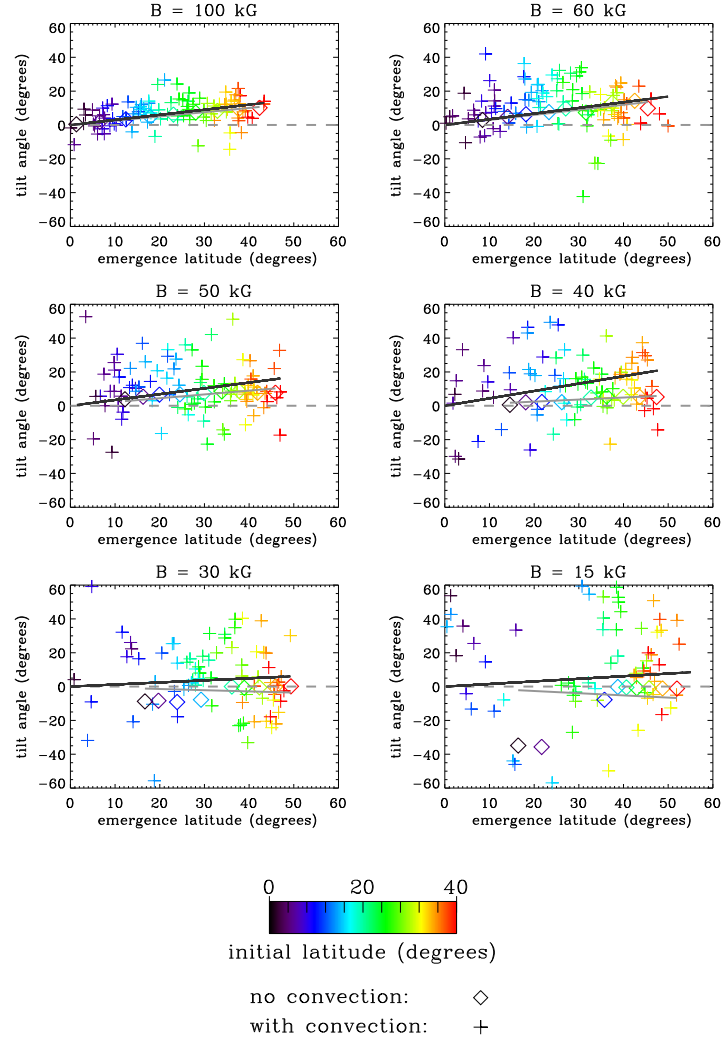 B = 100 kG
B = 60 kG
60
40
20
0
−20
−40
−60
tilt angle (degrees)
0 10 20 30 40 50 60
emergence latitude (degrees)
60
40
20
0
−20
−40
−60
tilt angle (degrees)
0 10 20 30 40 50 60
emergence latitude (degrees)
B = 50 kG
B = 40 kG
60
40
20
0
−20
−40
−60
tilt angle (degrees)
0 10 20 30 40 50 60
emergence latitude (degrees)
60
40
20
0
−20
−40
−60
tilt angle (degrees)
0 10 20 30 40 50 60
emergence latitude (degrees)
B = 30 kG
B = 15 kG
60
40
20
0
−20
−40
−60
tilt angle (degrees)
0 10 20 30 40 50 60
emergence latitude (degrees)
60
40
20
0
−20
−40
−60
tilt angle (degrees)
0 10 20 30 40 50 60
emergence latitude (degrees)
0 20 40
initial latitude (degrees)
no convection:
with convection: